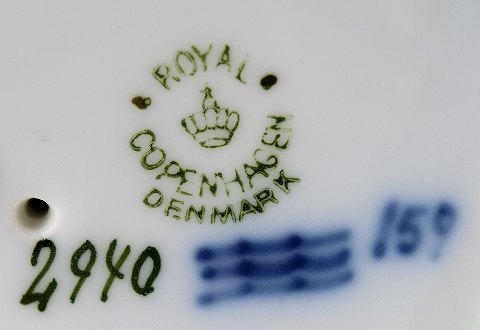 ROYAL
COPENHAGEN
DENMARK
2940
159